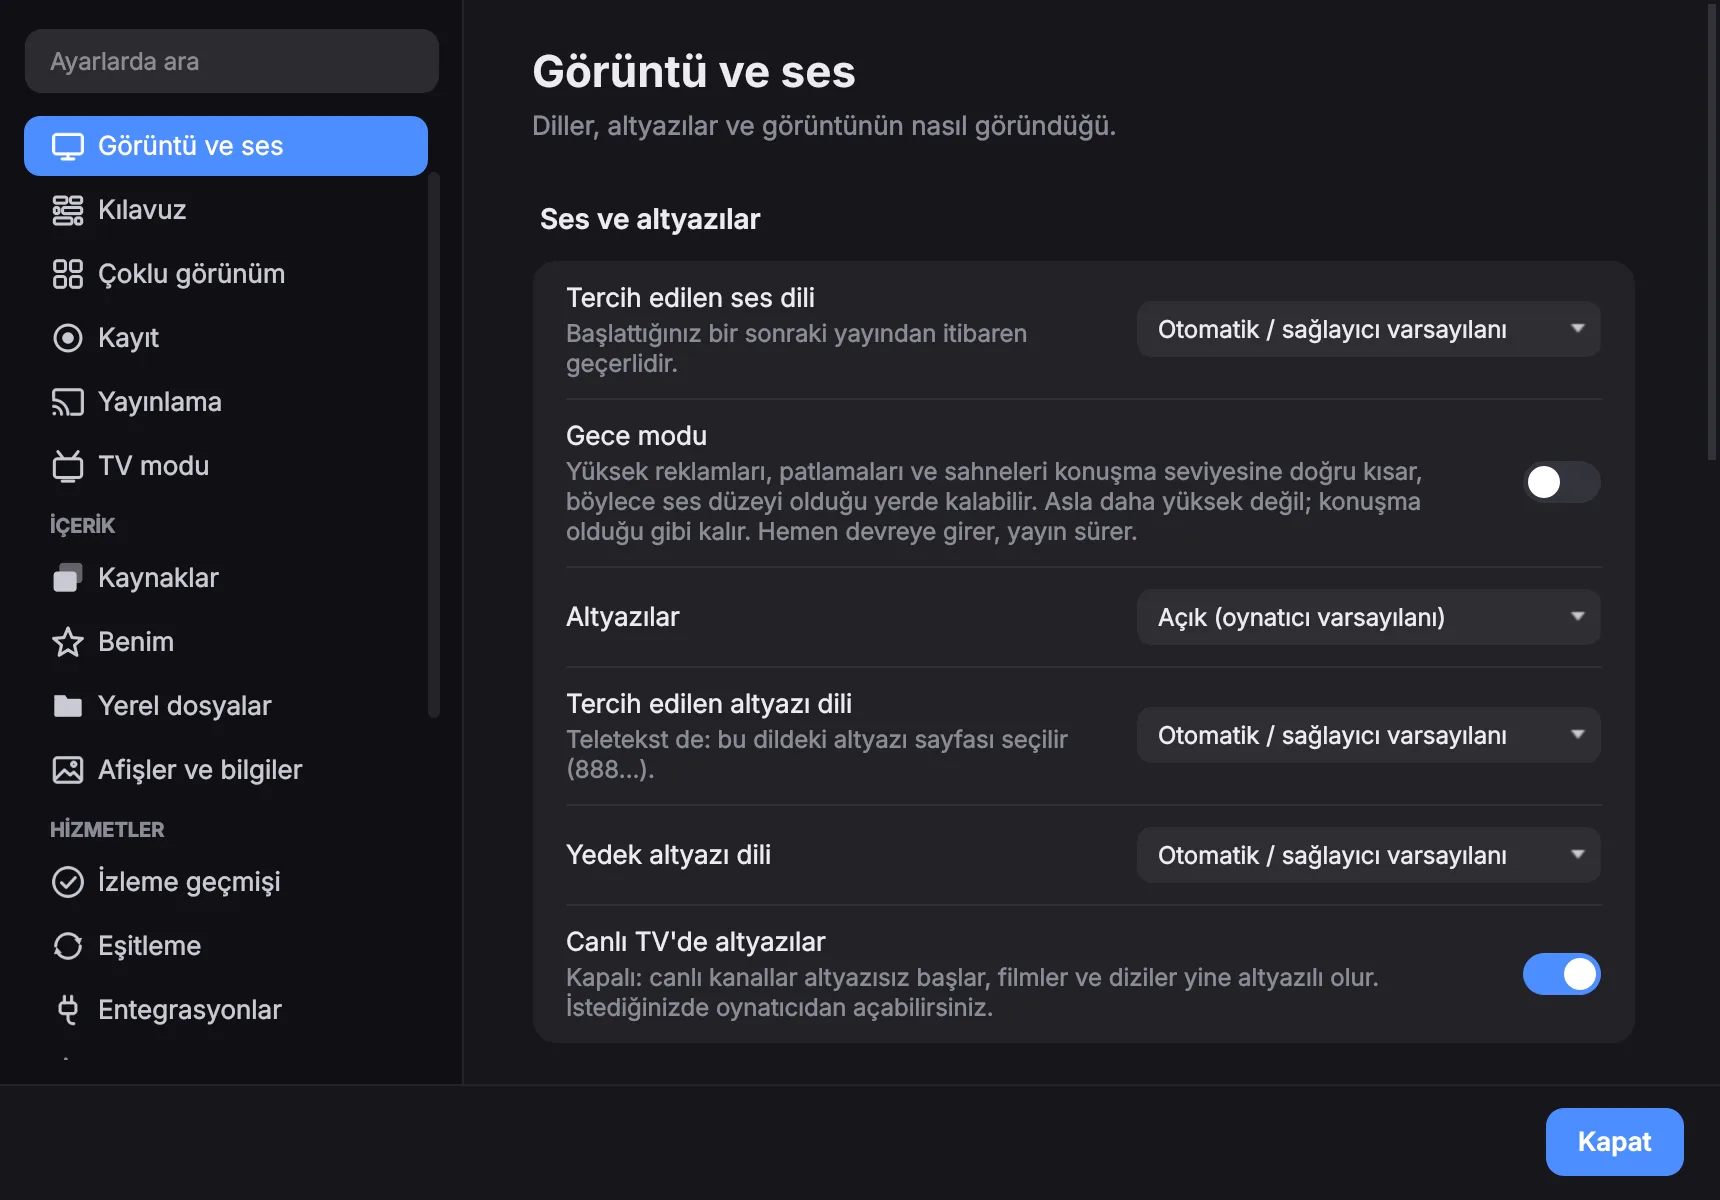 Ayarlarda ara
Görüntü ve ses
Kılavuz
Çoklu görünüm
Kayıt
Yayınlama
TV modu
İÇERİK
Kaynaklar
Benim
Yerel dosyalar
Afişler ve bilgiler
HİZMETLER
İzleme geçmişi
Eşitleme
Entegrasyonlar
Görüntü ve ses
Diller, altyazılar ve görüntünün nasıl göründüğü.
Ses ve altyazılar
Tercih edilen ses dili
Başlattığınız bir sonraki yayından itibaren
geçerlidir.
Otomatik / sağlayıcı varsayılanı
Gece modu
Yüksek reklamları, patlamaları ve sahneleri konuşma seviyesine doğru kısar,
böylece ses düzeyi olduğu yerde kalabilir. Asla daha yüksek değil; konuşma
olduğu gibi kalır. Hemen devreye girer, yayın sürer.
Altyazılar
Açık (oynatıcı varsayılanı)
Tercih edilen altyazı dili
Teletekst de: bu dildeki altyazı sayfası seçilir
(888...).
Otomatik / sağlayıcı varsayılanı
Yedek altyazı dili
Otomatik / sağlayıcı varsayılanı
Canlı TV'de altyazılar
Kapalı: canlı kanallar altyazısız başlar, filmler ve diziler yine altyazılı olur.
İstediğinizde oynatıcıdan açabilirsiniz.
Kapat